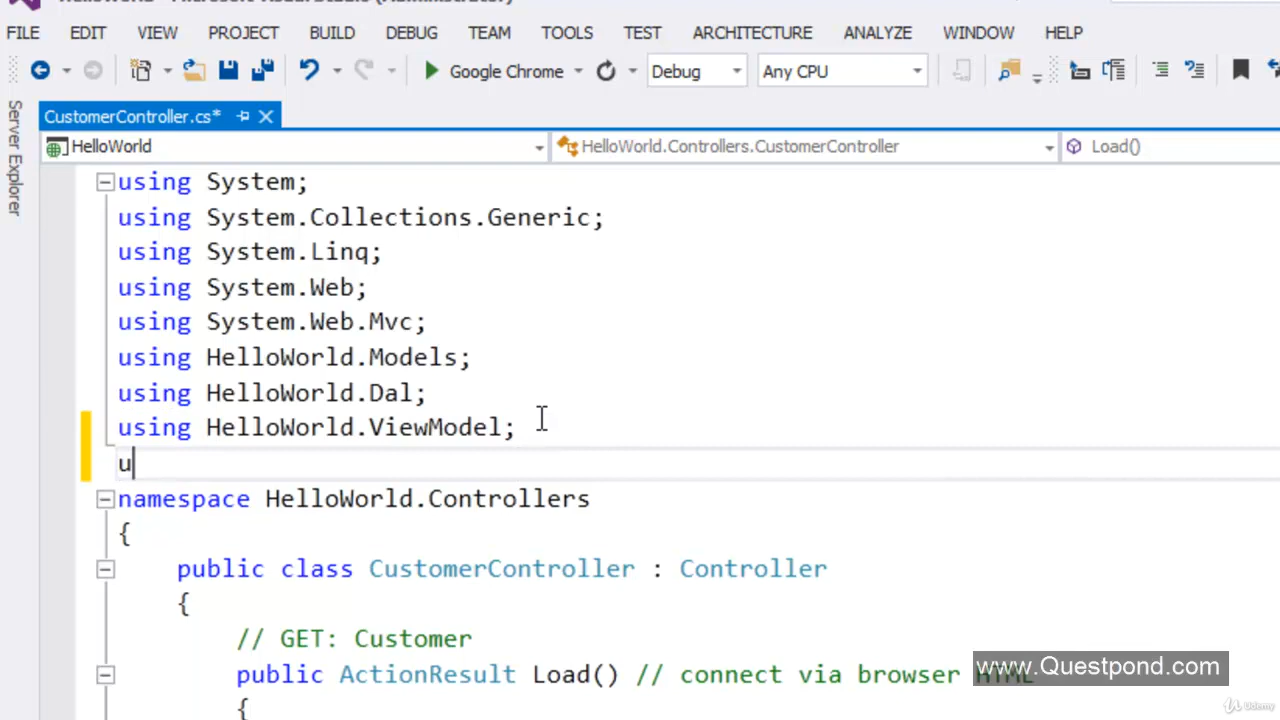 FILE EDIT VIEW PROJECT BUILD DEBUG TEAM TOOLS TEST ARCHITECTURE ANALYZE WINDOW HELP
Google Chrome Debug Any CPU
Server Explorer
CustomerController.cs*
HelloWorld HelloWorld.Controllers.CustomerController Load()
using System;
using System.Collections.Generic;
using System.Linq;
using System.Web;
using System.Web.Mvc;
using HelloWorld.Models;
using HelloWorld.Dal;
using HelloWorld.ViewModel;
u
namespace HelloWorld.Controllers
{
public class CustomerController : Controller
{
// GET: Customer
public ActionResult Load() // connect via browser HTML
{
www.Questpond.com
Udemy